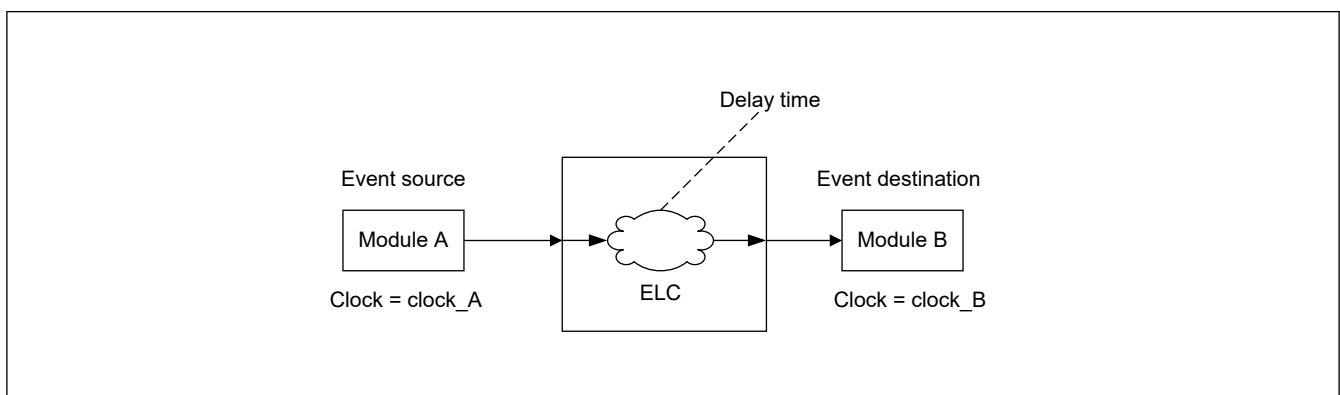 Delay time
Event source
Event destination
Module A
Module B
ELC
Clock = clock_A
Clock = clock_B